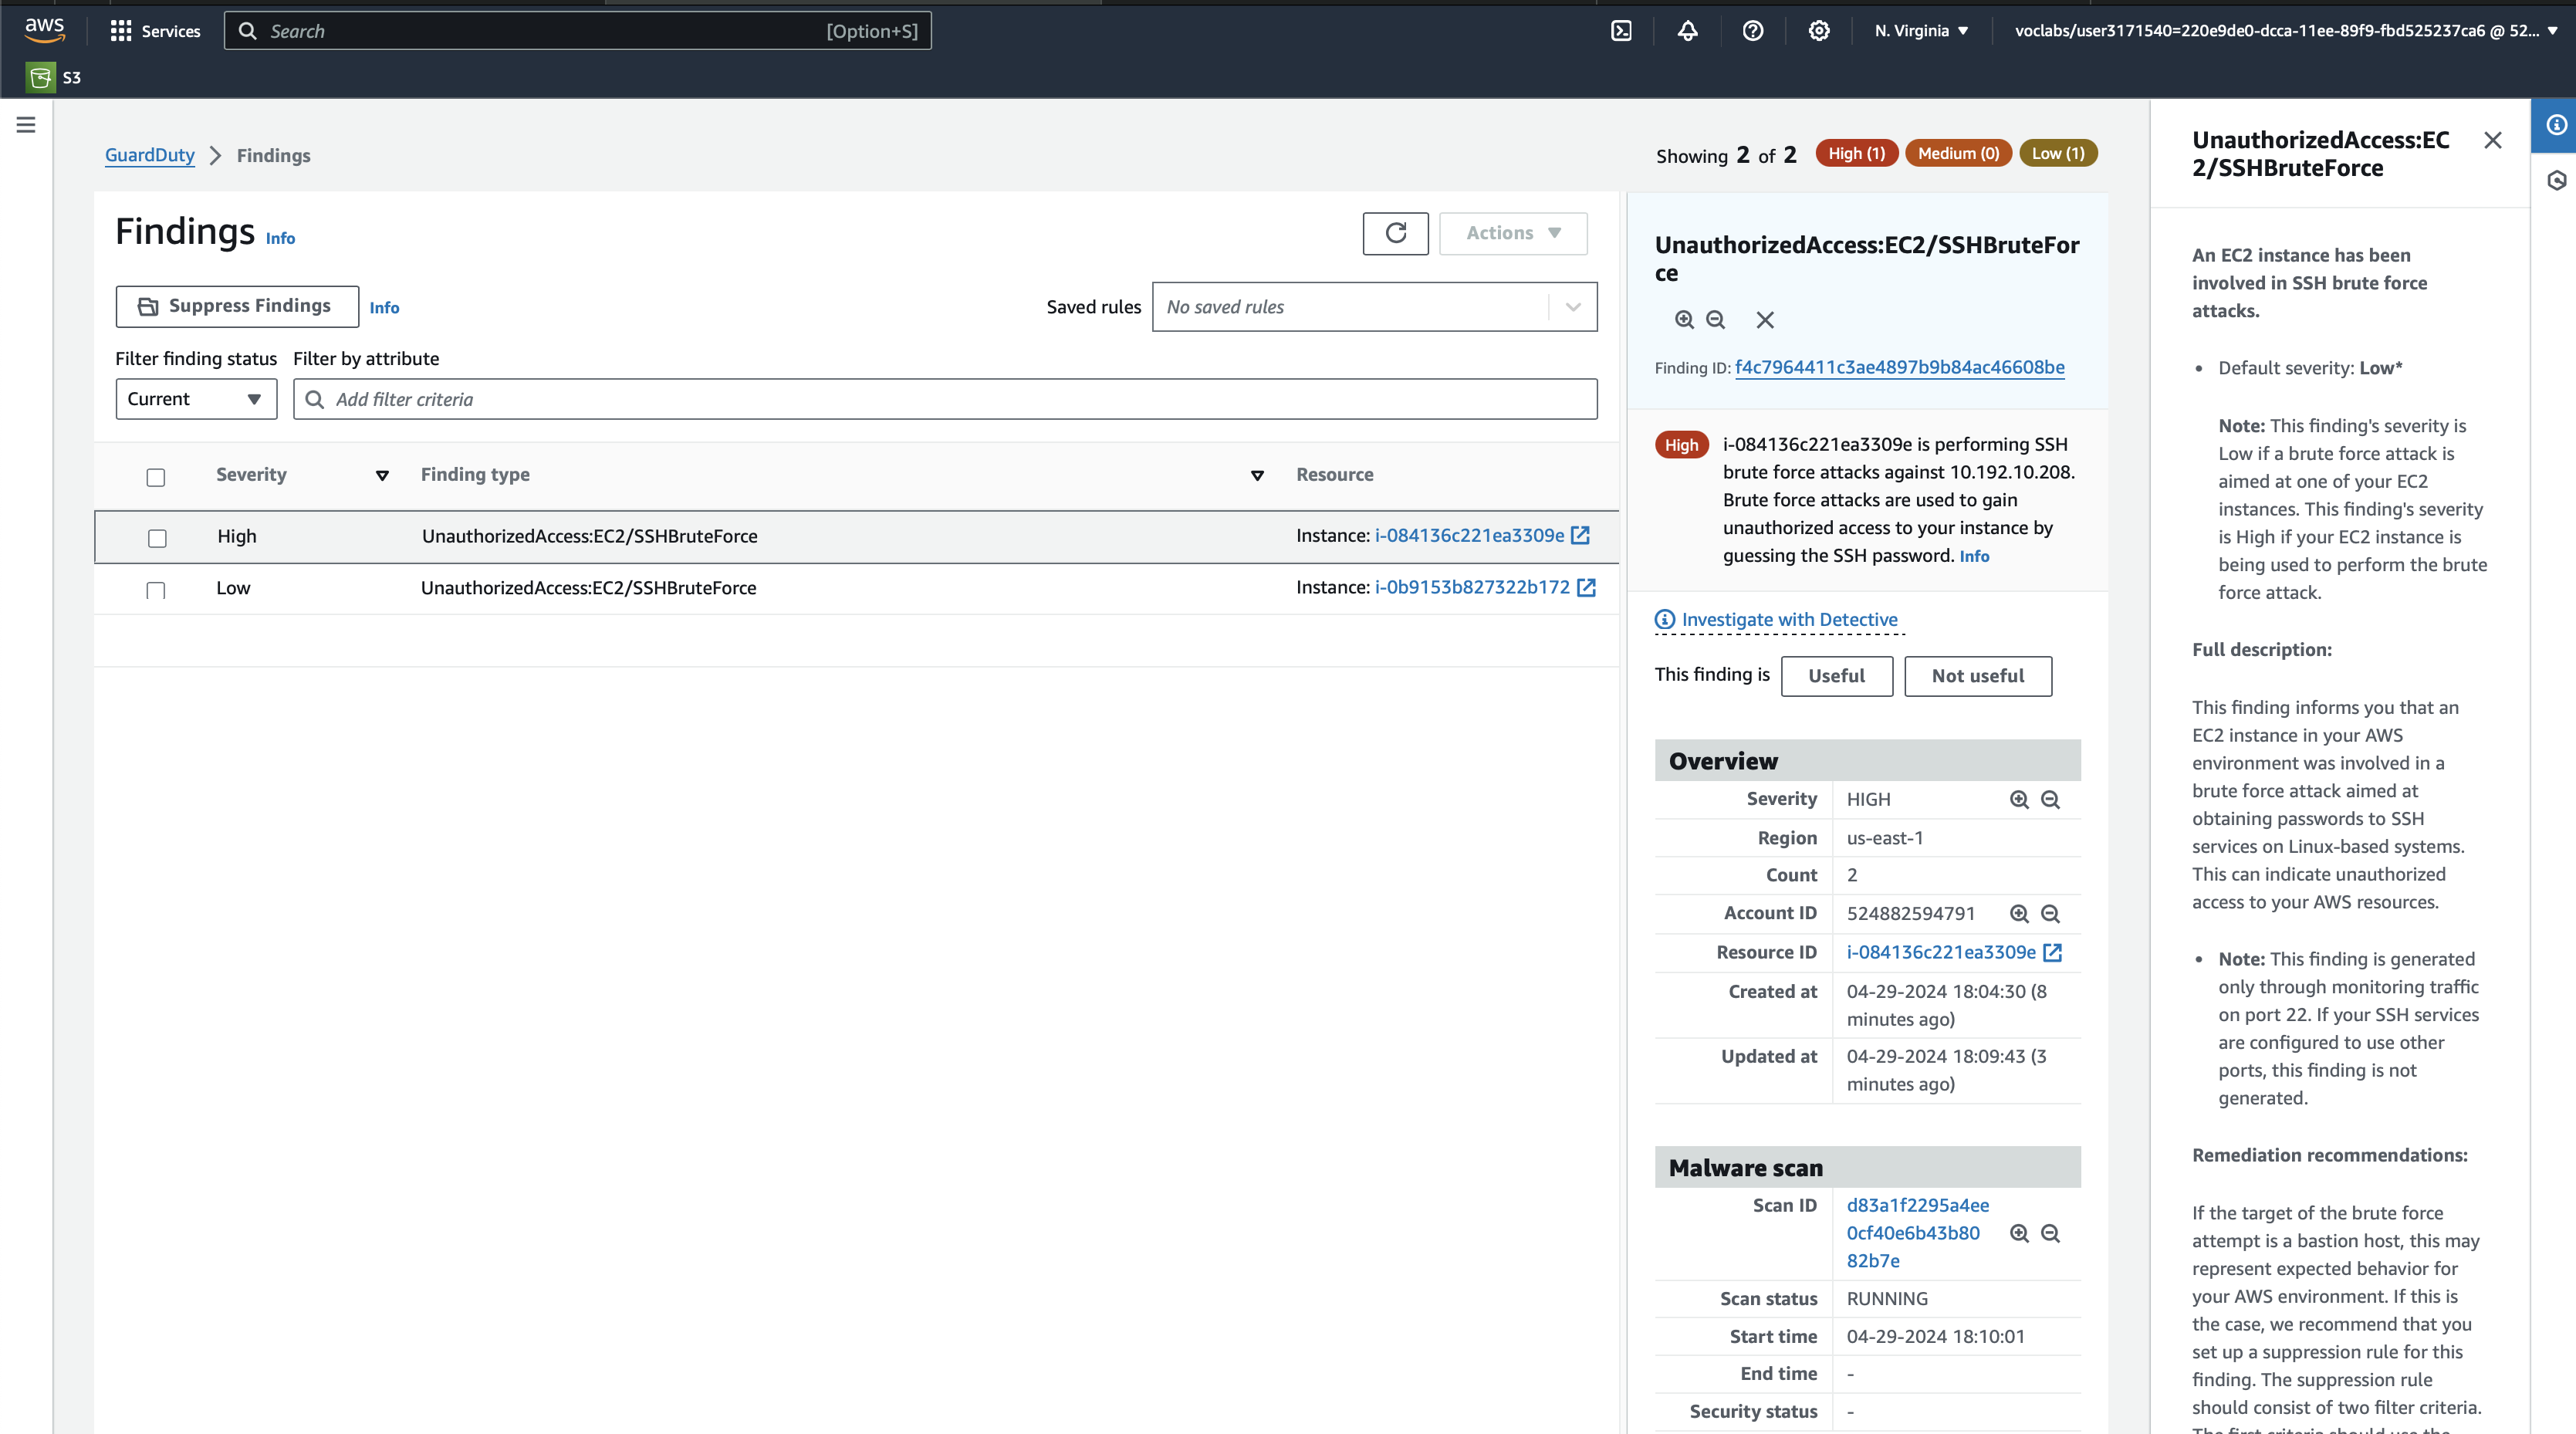 aws
Services
Search
[Option+S]
N. Virginia
voclabs/user3171540=220e9de0-dcca-11ee-89f9-fbd525237ca6 @ 52...
S3
GuardDuty
Findings
Showing 2 of 2
High (1)
Medium (0)
Low (1)
Findings Info
Actions
Suppress Findings
Info
Saved rules
No saved rules
Filter finding status
Filter by attribute
Current
Add filter criteria
Severity
Finding type
Resource
High
UnauthorizedAccess:EC2/SSHBruteForce
Instance: i-084136c221ea3309e
Low
UnauthorizedAccess:EC2/SSHBruteForce
Instance: i-0b9153b827322b172
UnauthorizedAccess:EC2/SSHBruteFor
ce
Finding ID: f4c7964411c3ae4897b9b84ac46608be
High
i-084136c221ea3309e is performing SSH
brute force attacks against 10.192.10.208.
Brute force attacks are used to gain
unauthorized access to your instance by
guessing the SSH password. Info
Investigate with Detective
This finding is
Useful
Not useful
Overview
Severity HIGH
Region us-east-1
Count 2
Account ID 524882594791
Resource ID i-084136c221ea3309e
Created at 04-29-2024 18:04:30 (8
minutes ago)
Updated at 04-29-2024 18:09:43 (3
minutes ago)
Malware scan
Scan ID d83a1f2295a4ee
0cf40e6b43b80
82b7e
Scan status RUNNING
Start time 04-29-2024 18:10:01
End time -
Security status -
UnauthorizedAccess:EC
2/SSHBruteForce
An EC2 instance has been
involved in SSH brute force
attacks.
• Default severity: Low*
Note: This finding's severity is
Low if a brute force attack is
aimed at one of your EC2
instances. This finding's severity
is High if your EC2 instance is
being used to perform the brute
force attack.
Full description:
This finding informs you that an
EC2 instance in your AWS
environment was involved in a
brute force attack aimed at
obtaining passwords to SSH
services on Linux-based systems.
This can indicate unauthorized
access to your AWS resources.
• Note: This finding is generated
only through monitoring traffic
on port 22. If your SSH services
are configured to use other
ports, this finding is not
generated.
Remediation recommendations:
If the target of the brute force
attempt is a bastion host, this may
represent expected behavior for
your AWS environment. If this is
the case, we recommend that you
set up a suppression rule for this
finding. The suppression rule
should consist of two filter criteria.